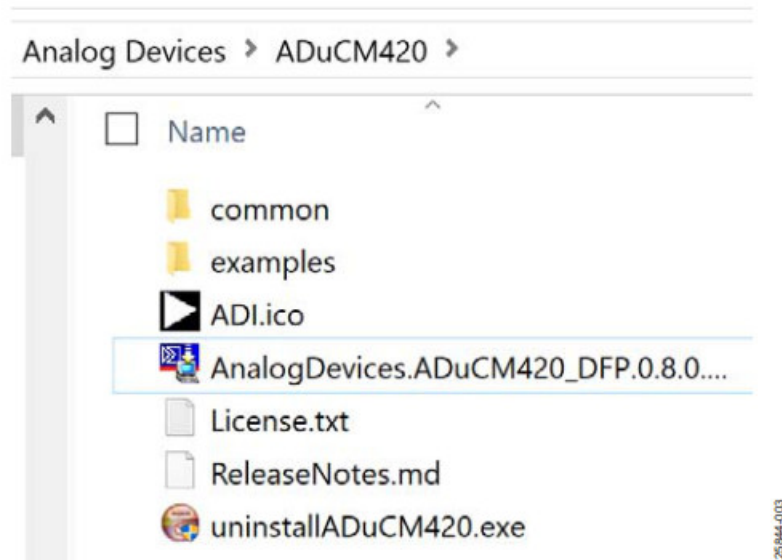 Analog Devices > ADuCM420 >
Name
common
examples
ADI.ico
AnalogDevices.ADuCM420_DFP.0.8.0....
License.txt
ReleaseNotes.md
uninstallADuCM420.exe